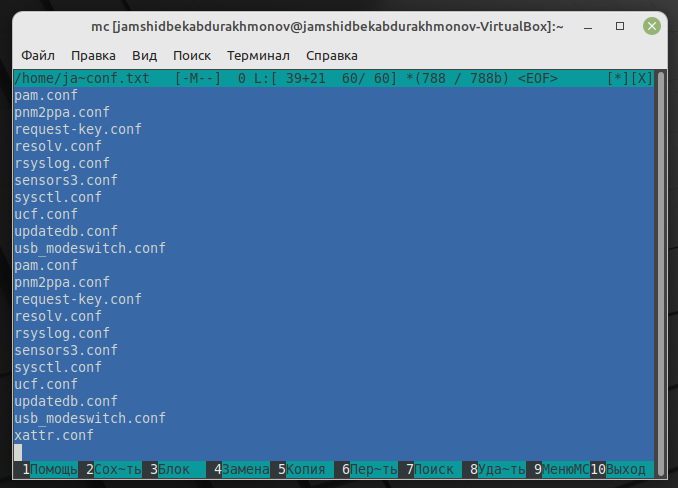 mc [jamshidbekabdurakhmonov@jamshidbekabdurakhmonov-VirtualBox]:~
Файл Правка Вид Поиск Терминал Справка
/home/ja~conf.txt [-M--] 0 L:[ 39+21 60/ 60] *(788 / 788b) <EOF> [*][X]
pam.conf
pnm2ppa.conf
request-key.conf
resolv.conf
rsyslog.conf
sensors3.conf
sysctl.conf
ucf.conf
updatedb.conf
usb_modeswitch.conf
pam.conf
pnm2ppa.conf
request-key.conf
resolv.conf
rsyslog.conf
sensors3.conf
sysctl.conf
ucf.conf
updatedb.conf
usb_modeswitch.conf
xattr.conf
1Помощь 2Сох~ть 3Блок 4Замена 5Копия 6Пер~ть 7Поиск 8Уда~ть 9МенюMC 10Выход